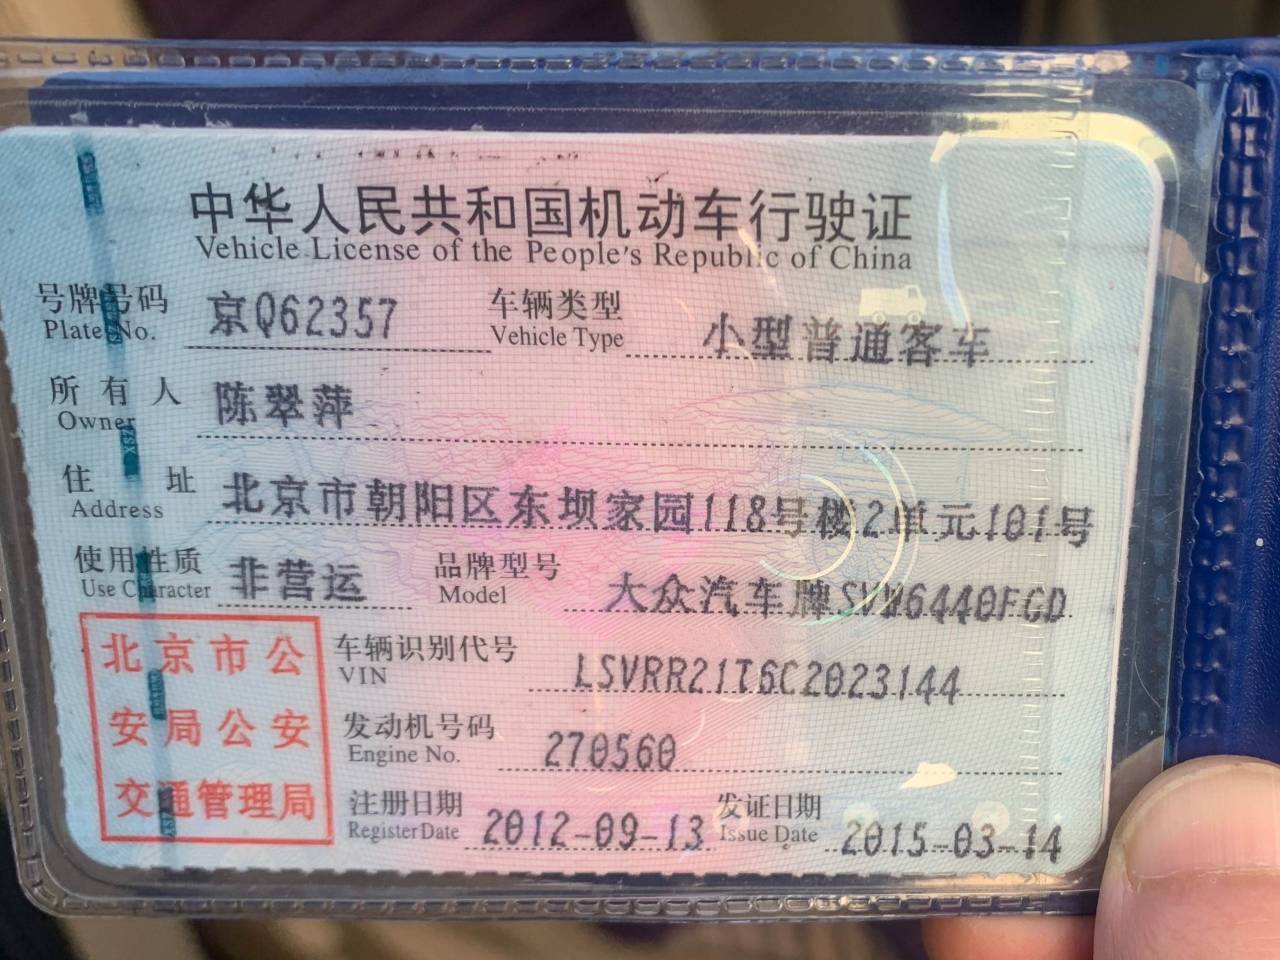 中华人民共和国机动车行驶证
Vehicle License of the People's Republic of China
号牌号码 京Q62357 车辆类型 小型普通客车
Plate No. Vehicle Type
所有人 陈翠萍
Owner
住址 北京市朝阳区东坝家园118号楼2单元101号
Address
使用性质 非营运 品牌型号 大众汽车牌SVW6440FGD
Use Character Model
北京市公
安局公安
交通管理局
车辆识别代号 LSVRR21T6C2023144
VIN
发动机号码 270560
Engine No.
注册日期 2012-09-13 发证日期 2015-03-14
Register Date Issue Date